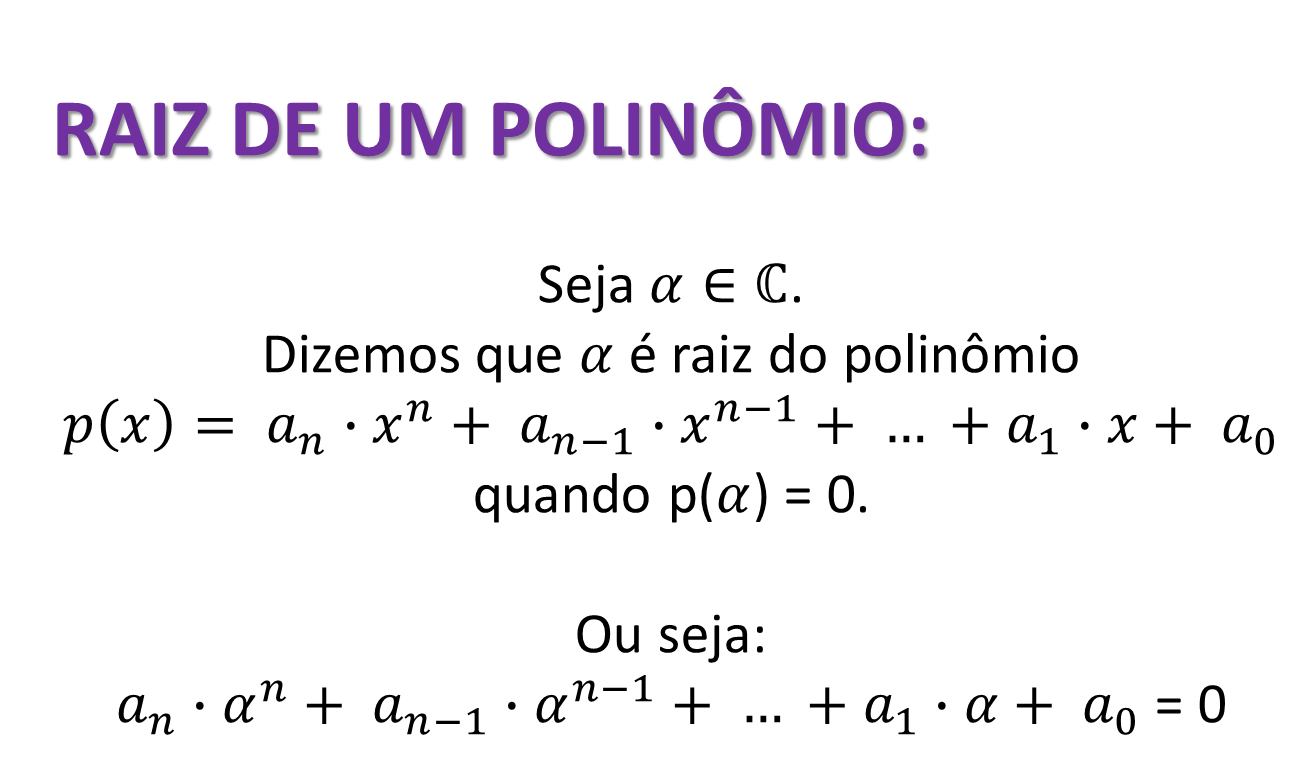 RAIZ DE UM POLINÔMIO:
Seja α ∈ ℂ.
Dizemos que α é raiz do polinômio
p(x) = aₙ · xⁿ + aₙ₋₁ · xⁿ⁻¹ + … + a₁ · x + a₀
quando p(α) = 0.
Ou seja:
aₙ · αⁿ + aₙ₋₁ · αⁿ⁻¹ + … + a₁ · α + a₀ = 0